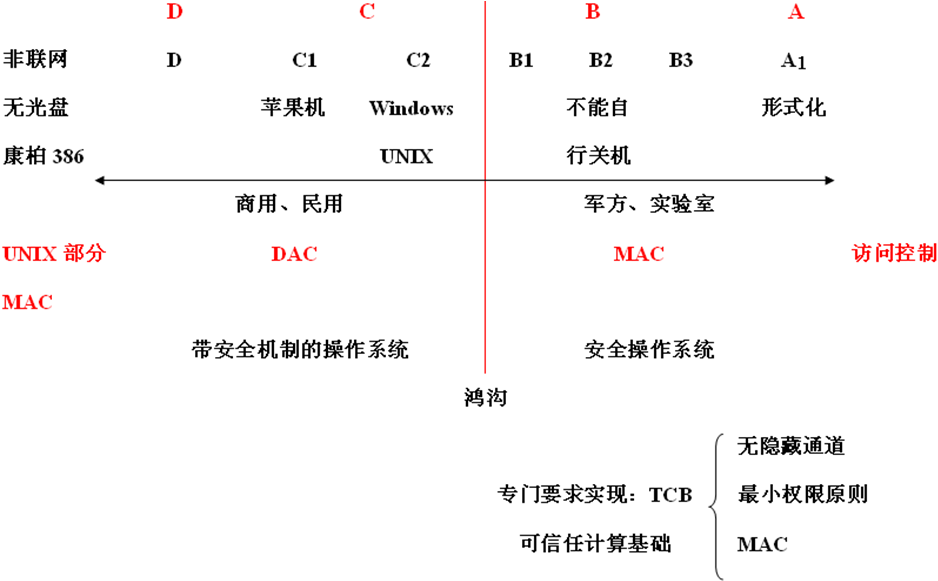 D C B A
非联网 D C1 C2 B1 B2 B3 A1
无光盘 苹果机 Windows 不能自 形式化
康柏 386 UNIX 行关机
商用、民用 军方、实验室
UNIX 部分 DAC MAC 访问控制
MAC
带安全机制的操作系统 安全操作系统
鸿沟
无隐藏通道
专门要求实现：TCB 最小权限原则
可信任计算基础 MAC